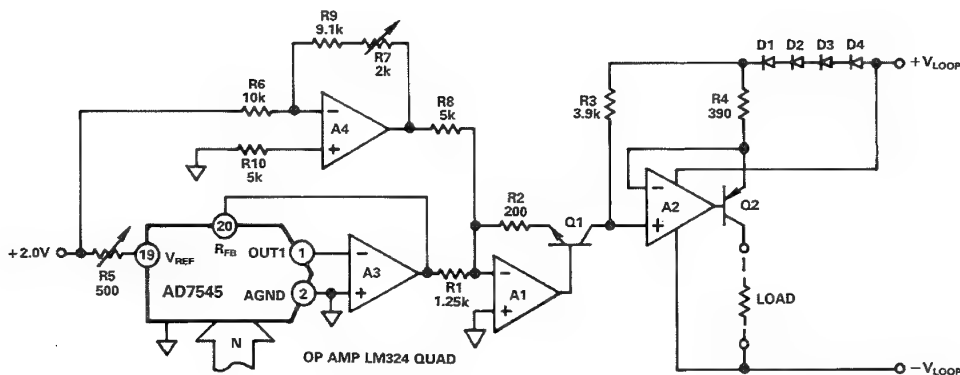 R9
9.1k
R7
2k
D1 D2 D3 D4
+VLOOP
R6
10k
−
A4
+
R8
5k
R3
3.9k
R4
390
R10
5k
−
A2
+
Q2
R2
200
Q1
+2.0V
R5
500
19
VREF
20
RFB
OUT1
1
AD7545
AGND
2
−
A3
+
R1
1.25k
−
A1
+
LOAD
N
OP AMP LM324 QUAD
−VLOOP